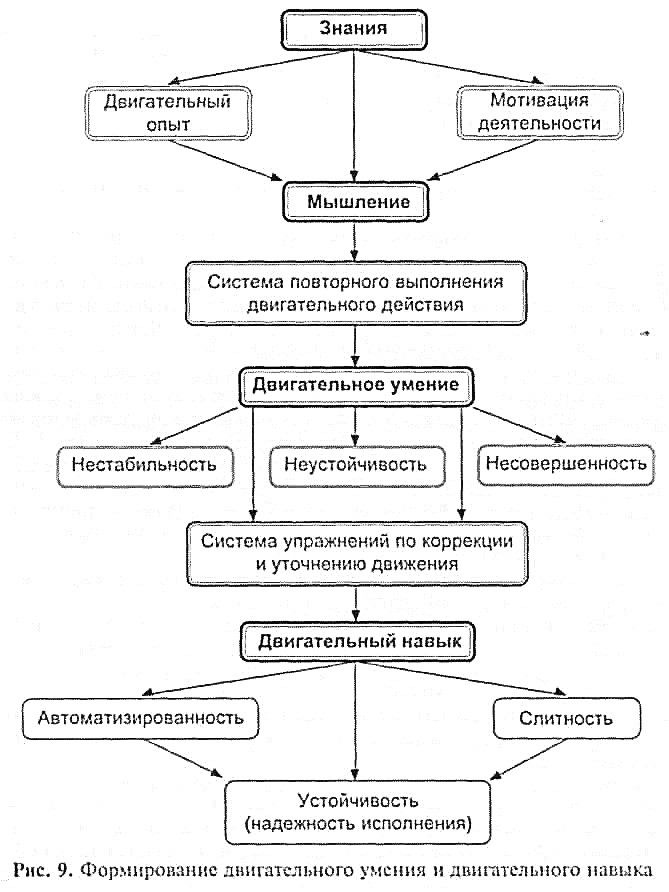 Знания
Двигательный
опыт
Мотивация
деятельности
Мышление
Система повторного выполнения
двигательного действия
Двигательное умение
Нестабильность
Неустойчивость
Несовершенность
Система упражнений по коррекции
и уточнению движения
Двигательный навык
Автоматизированность
Слитность
Устойчивость
(надежность исполнения)
Рис. 9. Формирование двигательного умения и двигательного навыка